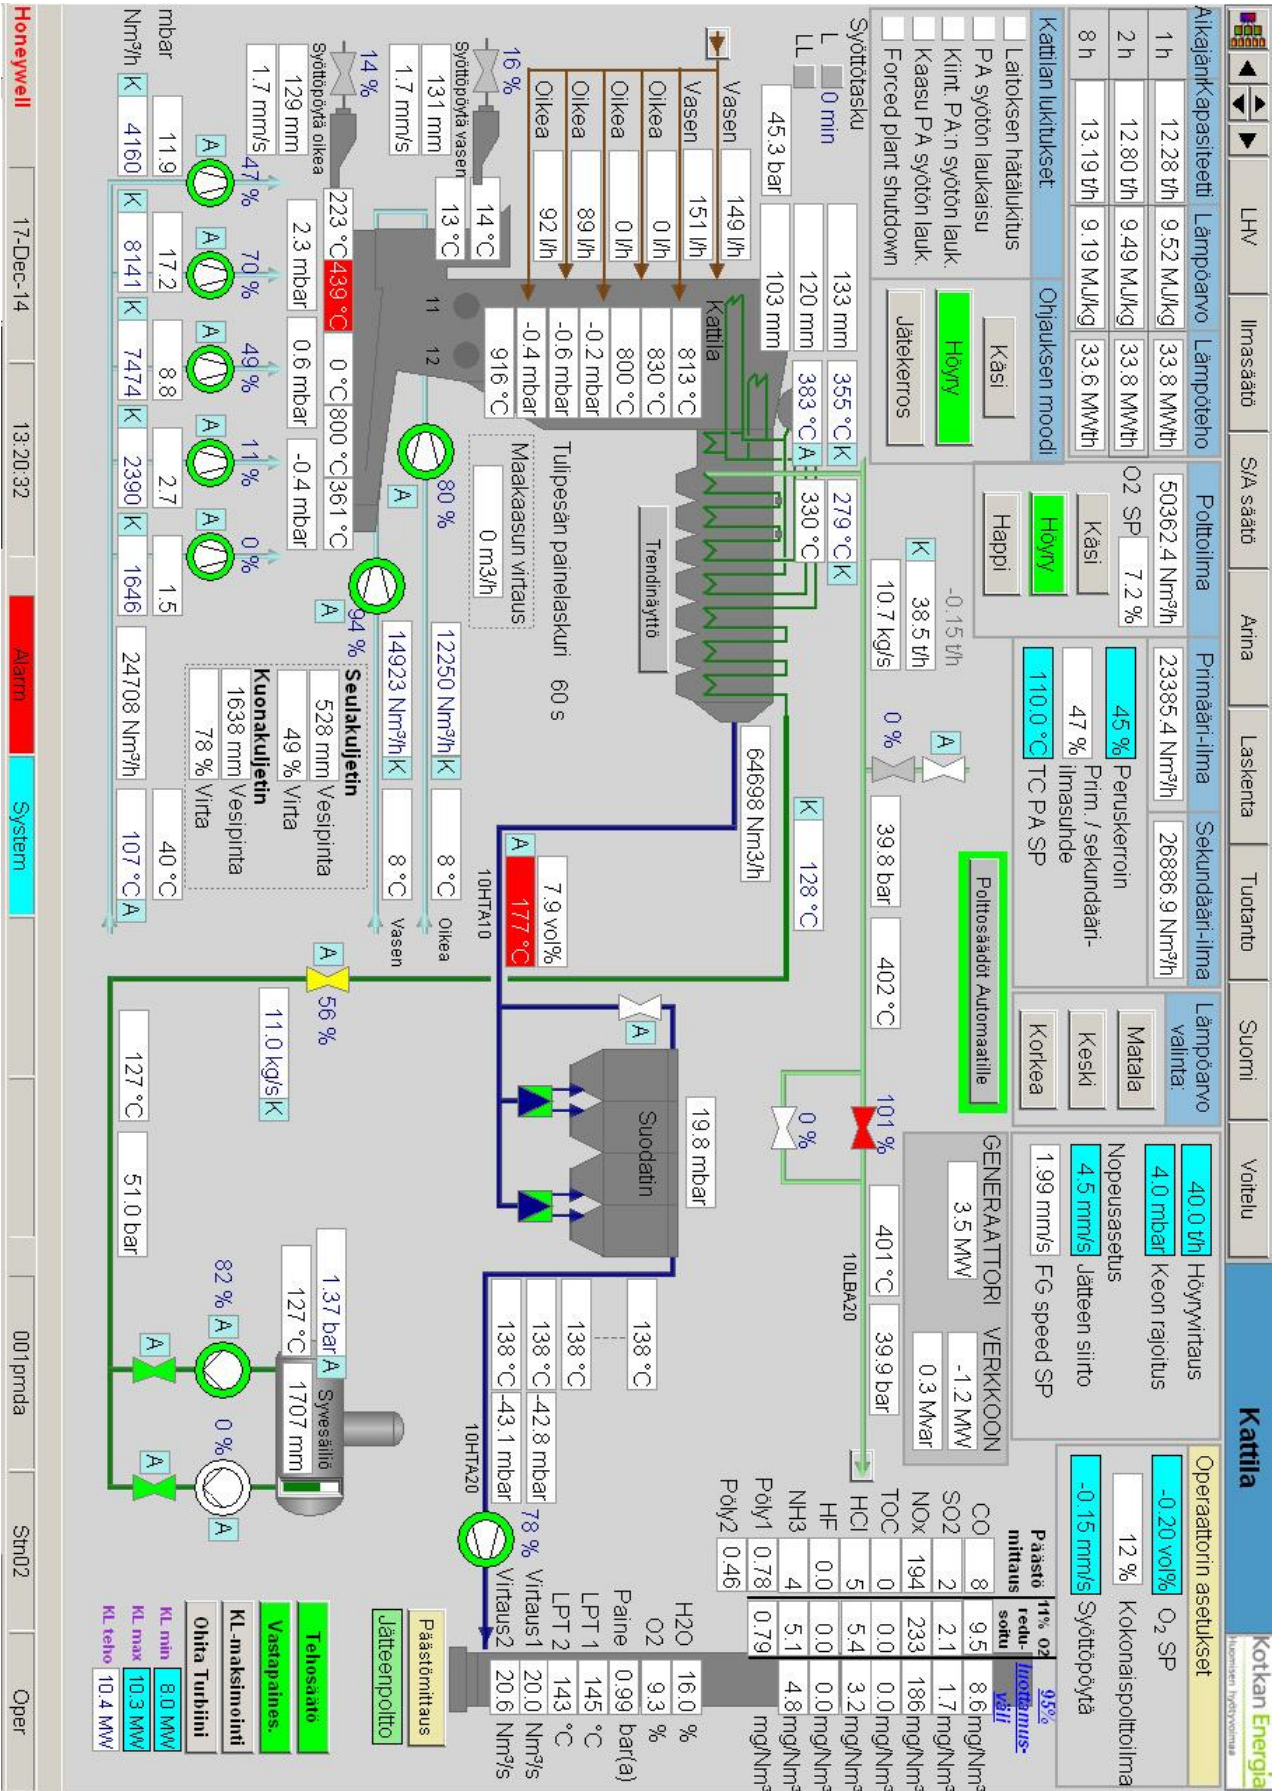 LHV Ilmasäätö S/A säätö Arina Laskenta Tuotanto Suomi Voitelu Kattila
Kotkan Energia
Huomisen hyötyvoimaa
Aikajänn Kapasiteetti Lämpöarvo Lämpöteho
1 h 12.28 t/h 9.52 MJ/kg 33.8 MWth
2 h 12.80 t/h 9.49 MJ/kg 33.8 MWth
8 h 13.19 t/h 9.19 MJ/kg 33.6 MWth
Polttoilma Primääri-ilma Sekundääri-ilma
50362.4 Nm³/h 23385.4 Nm³/h 26886.9 Nm³/h
O2 SP 7.2 %
Käsi
Höyry
Happi
45 % Peruskerroin
47 % Prim. / sekundääri-
ilmasuhde
110.0 °C TC PA SP
Lämpöarvo
valinta:
Matala
Keski
Korkea
40.0 t/h Höyryvirtaus
4.0 mbar Keon rajoitus
Nopeusasetus
4.5 mm/s Jätteen siirto
1.99 mm/s FG speed SP
Operaattorin asetukset
-0.20 vol% O₂ SP
12 % Kokonaispolttoilma
-0.15 mm/s Syöttöpöytä
Kattilan lukitukset
Laitoksen hätälukitus
PA syötön laukaisu
Kiint. PA:n syötön lauk.
Kaasu PA syötön lauk.
Forced plant shutdown
Ohjauksen moodi
Käsi
Höyry
Jätekerros
Polttosäädöt Automaatille
GENERAATTORI VERKKOON
3.5 MW -1.2 MW
0.3 Mvar
Syöttötasku
L 0 min
LL
45.3 bar
133 mm
120 mm
103 mm
355 °C K 279 °C K
383 °C A 330 °C
-0.15 t/h
K 38.5 t/h
10.7 kg/s
0 % A
39.8 bar 402 °C
101 %
0 %
401 °C 39.9 bar
10LBA20
Vasen 149 l/h
Vasen 151 l/h
Oikea 0 l/h
Oikea 0 l/h
Oikea 89 l/h
Oikea 92 l/h
Kattila
813 °C
830 °C
800 °C
-0.2 mbar
-0.6 mbar
-0.4 mbar
916 °C
Trendinäyttö
64698 Nm3/h
K 128 °C
Tulipesän painelaskuri 60 s
Maakaasun virtaus
0 m3/h
7.9 vol%
A 177 °C
10HTA10
A
Suodatin
19.8 mbar
138 °C
138 °C
138 °C -42.8 mbar
138 °C -43.1 mbar
10HTA20
78 %
Päästö
mittaus
11% O2
redu-
soitu
95%
luottamus-
väli
CO 8 9.5 8.6 mg/Nm³
SO2 2 2.1 1.7 mg/Nm³
NOx 194 233 186 mg/Nm³
TOC 0 0.0 0.0 mg/Nm³
HCl 5 5.4 3.2 mg/Nm³
HF 0.0 0.0 0.0 mg/Nm³
NH3 4 5.1 4.8 mg/Nm³
Pöly1 0.78 0.79 mg/Nm³
Pöly2 0.46
H2O 16.0 %
O2 9.3 %
Paine 0.99 bar(a)
LPT 1 145 °C
LPT 2 143 °C
Virtaus1 20.0 Nm³/s
Virtaus2 20.6 Nm³/s
16 %
Syöttöpöytä vasen
131 mm
1.7 mm/s
14 °C
13 °C
14 %
Syöttöpöytä oikea
129 mm
1.7 mm/s
11 12
80 %
A
12250 Nm³/h K 8 °C Oikea
94 %
A
14923 Nm³/h K 8 °C Vasen
223 °C 439 °C 0 °C 800 °C 361 °C
2.3 mbar 0.6 mbar -0.4 mbar
Seulakuljetin
528 mm Vesipinta
49 % Virta
Kuonakuljetin
1638 mm Vesipinta
78 % Virta
47 % 70 % 49 % 11 % 0 %
A A A A A
mbar 11.9 17.2 8.8 2.7 1.5 40 °C
Nm³/h K 4160 K 8141 K 7474 K 2390 K 1646 24708 Nm³/h 107 °C A
A 56 %
11.0 kg/s K
127 °C 51.0 bar
1.37 bar A
127 °C
Syvesäiliö
1707 mm
82 % A
0 % A
A A
Päästömittaus
Jätteenpoltto
Tehosäätö
Vastapaines.
KL-maksimointi
Ohita Turbiini
KL min 8.0 MW
KL max 10.3 MW
KL teho 10.4 MW
Honeywell 17-Dec-14 13:20:32 Alarm System 001pmda Stn02 Oper